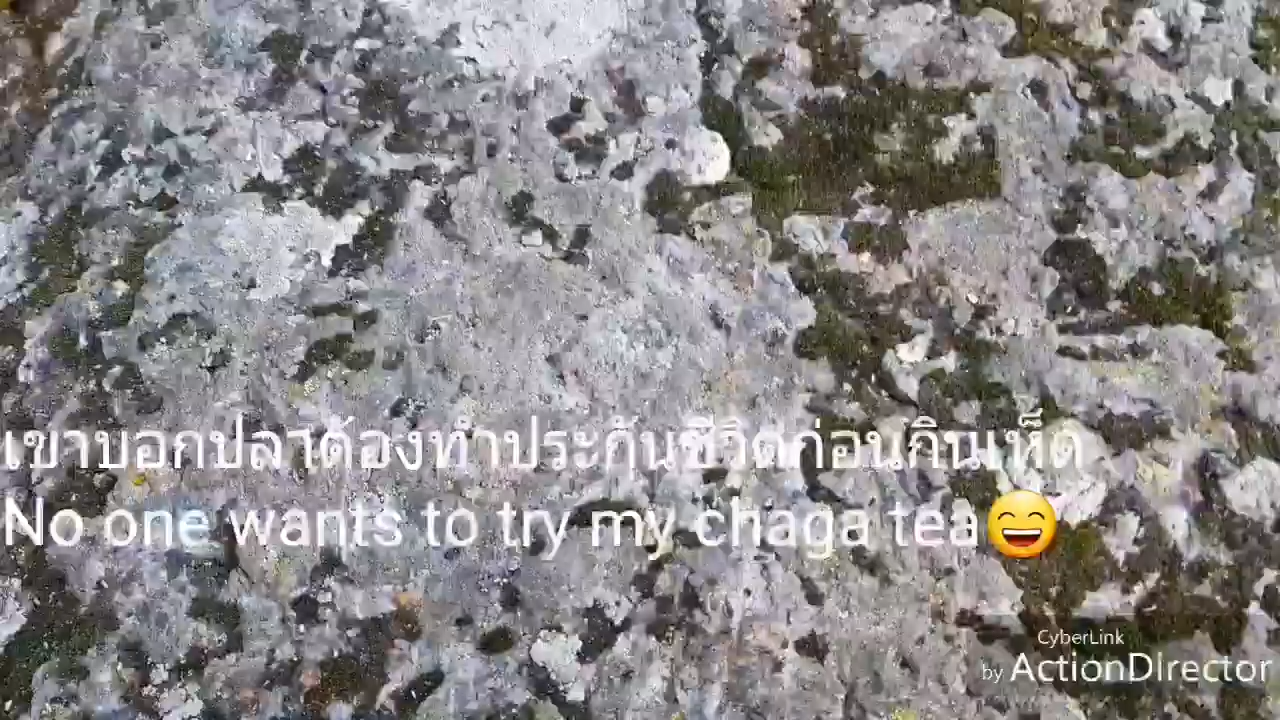 เขาบอกปลาต้องทำประกันชีวิตก่อนกินเห็ด
No one wants to try my chaga tea😄
CyberLink
by ActionDIrector